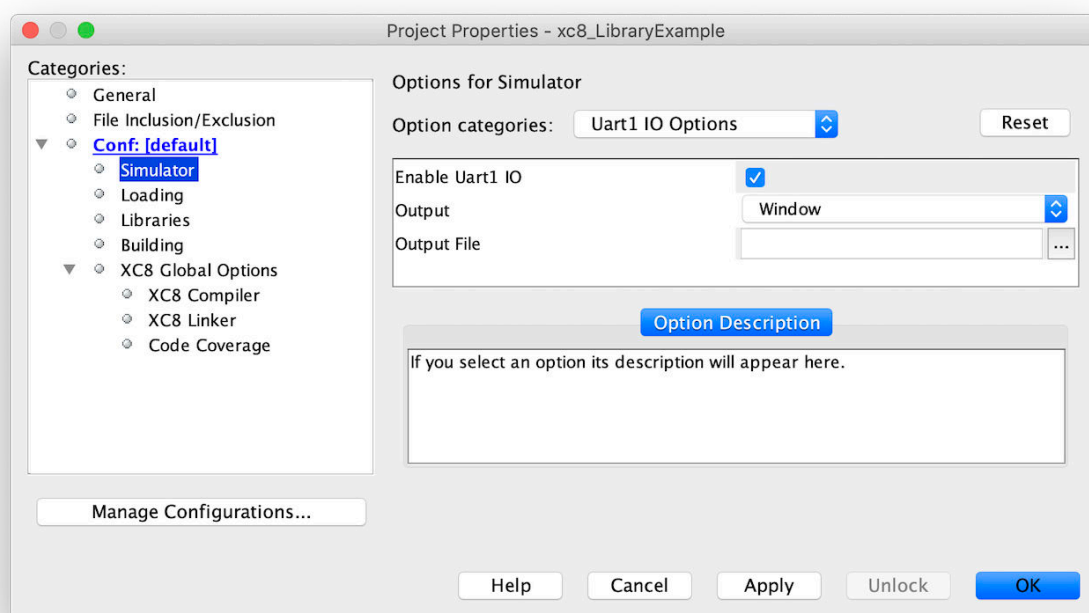 Project Properties - xc8_LibraryExample
Categories:
General
File Inclusion/Exclusion
Conf: [default]
Simulator
Loading
Libraries
Building
XC8 Global Options
XC8 Compiler
XC8 Linker
Code Coverage
Manage Configurations...
Options for Simulator
Option categories: Uart1 IO Options Reset
Enable Uart1 IO
Output Window
Output File ...
Option Description
If you select an option its description will appear here.
Help Cancel Apply Unlock OK